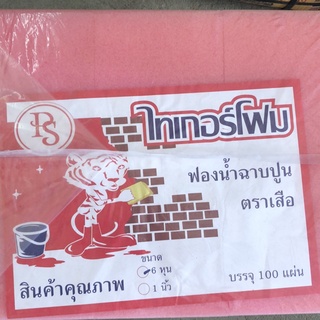 PS
ไทเกอร์โฟม
ฟองน้ำฉาบปูน
ตราเสือ
ขนาด
6 หุน
1 นิ้ว
สินค้าคุณภาพ
บรรจุ 100 แผ่น